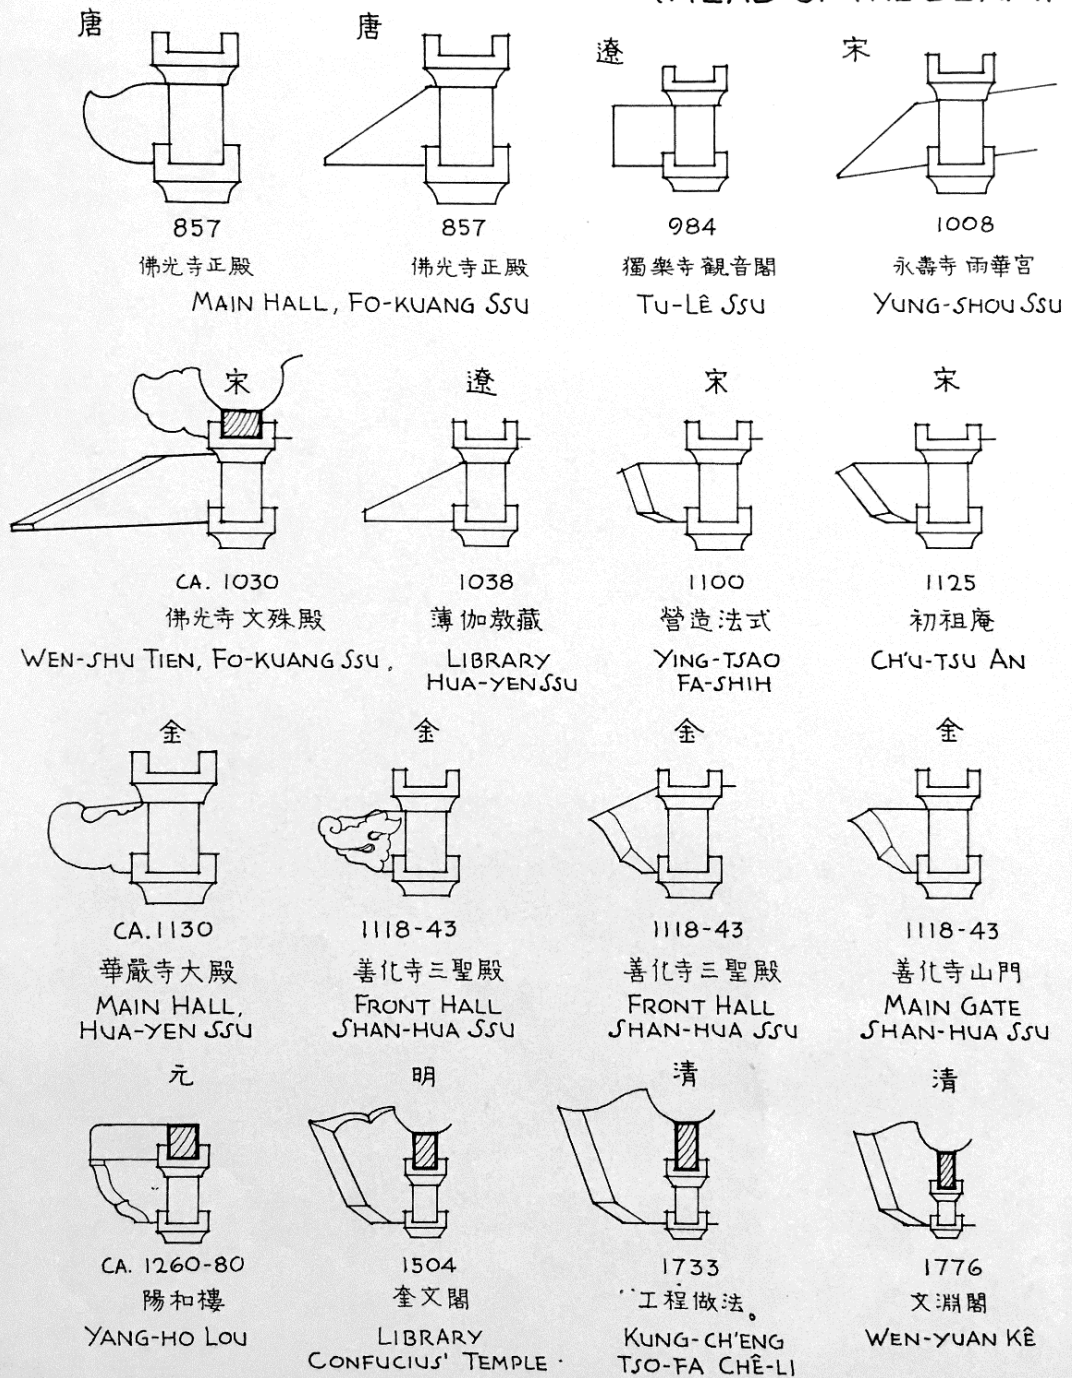 唐 唐 遼 宋
857 857 984 1008
佛光寺正殿 佛光寺正殿 獨樂寺觀音閣 永壽寺雨華宮
MAIN HALL, FO-KUANG SSU TU-LÊ SSU YUNG-SHOU SSU
宋 遼 宋 宋
CA. 1030 1038 1100 1125
佛光寺文殊殿 薄伽教藏 營造法式 初祖庵
WEN-SHU TIEN, FO-KUANG SSU. LIBRARY YING-TSAO CH'U-TSU AN
HUA-YEN SSU FA-SHIH
金 金 金 金
CA. 1130 1118-43 1118-43 1118-43
華嚴寺大殿 善化寺三聖殿 善化寺三聖殿 善化寺山門
MAIN HALL, FRONT HALL FRONT HALL MAIN GATE
HUA-YEN SSU SHAN-HUA SSU SHAN-HUA SSU SHAN-HUA SSU
元 明 清 清
CA. 1260-80 1504 1733 1776
陽和樓 奎文閣 工程做法。 文淵閣
YANG-HO LOU LIBRARY KUNG-CH'ENG WEN-YUAN KÊ
CONFUCIUS' TEMPLE TSO-FA CHÊ-LI